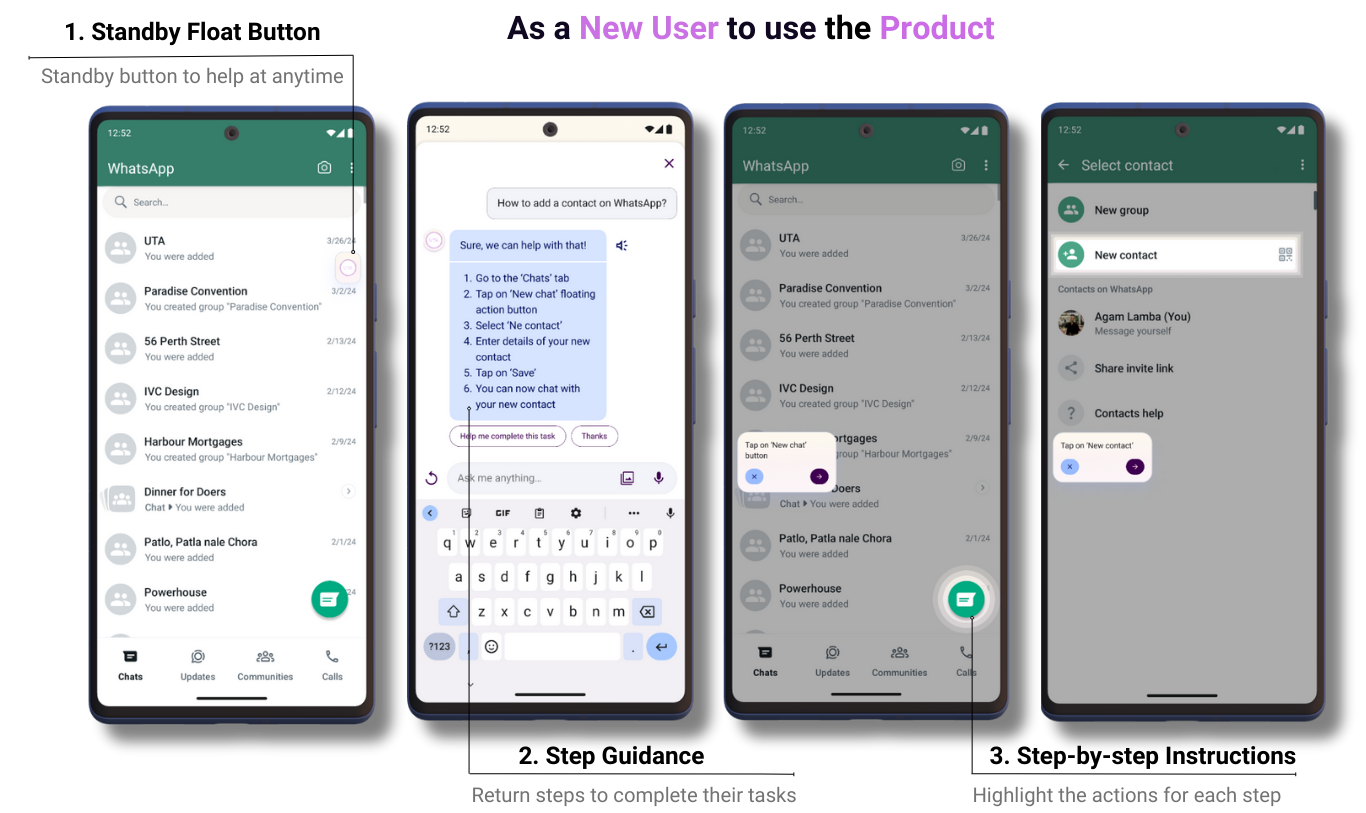 As a New User to use the Product
1. Standby Float Button
Standby button to help at anytime
12:52
WhatsApp
Search...
UTA
3/26/24
You were added
Paradise Convention
3/2/24
You created group "Paradise Convention"
56 Perth Street
2/13/24
You were added
IVC Design
2/12/24
You created group "IVC Design"
Harbour Mortgages
2/9/24
You created group "Harbour Mortgages"
Dinner for Doers
Chat You were added
Patlo, Patla nale Chora
2/1/24
You were added
Powerhouse
24
You were added
Chats
Updates
Communities
Calls
12:52
How to add a contact on WhatsApp?
Sure, we can help with that!
1. Go to the 'Chats' tab
2. Tap on 'New chat' floating
action button
3. Select 'Ne contact'
4. Enter details of your new
contact
5. Tap on 'Save'
6. You can now chat with
your new contact
Help me complete this task
Thanks
Ask me anything...
GIF
q1 w2 e3 r4 t5 y6 u7 i8 o9 p0
a s d f g h j k l
z x c v b n m
?123 , .
2. Step Guidance
Return steps to complete their tasks
12:52
WhatsApp
Search...
UTA
3/26/24
You were added
Paradise Convention
3/2/24
You created group "Paradise Convention"
56 Perth Street
2/13/24
You were added
IVC Design
2/12/24
You created group "IVC Design"
ortgages
2/9/24
roup "Harbour Mortgages"
Tap on 'New chat'
button
Doers
Chat You were added
Patlo, Patla nale Chora
2/1/24
You were added
Powerhouse
You were added
Chats
Updates
Communities
Calls
12:52
Select contact
New group
New contact
Contacts on WhatsApp
Agam Lamba (You)
Message yourself
Share invite link
? Contacts help
Tap on 'New contact'
3. Step-by-step Instructions
Highlight the actions for each step